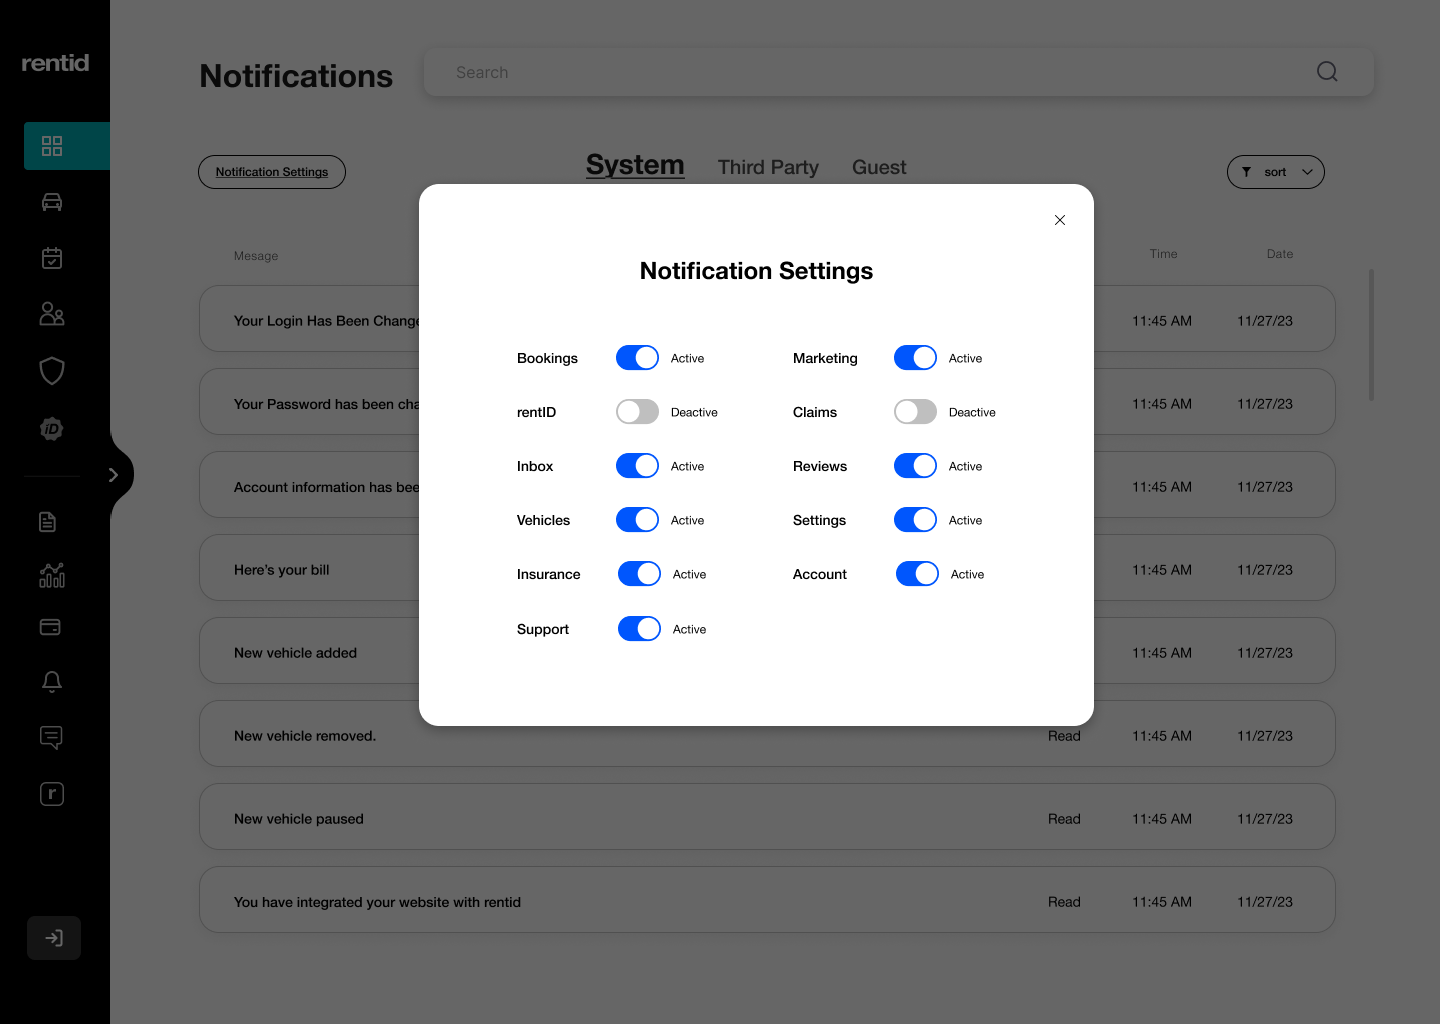 rentid
Notifications
Search
Notification Settings
System
Third Party
Guest
sort
Mesage
Time
Date
Your Login Has Been Change
11:45 AM
11/27/23
Your Password has been cha
11:45 AM
11/27/23
Account information has bee
11:45 AM
11/27/23
Here's your bill
11:45 AM
11/27/23
New vehicle added
11:45 AM
11/27/23
New vehicle removed.
Read
11:45 AM
11/27/23
New vehicle paused
Read
11:45 AM
11/27/23
You have integrated your website with rentid
Read
11:45 AM
11/27/23
iD
r
Notification Settings
Bookings
Active
Marketing
Active
rentID
Deactive
Claims
Deactive
Inbox
Active
Reviews
Active
Vehicles
Active
Settings
Active
Insurance
Active
Account
Active
Support
Active